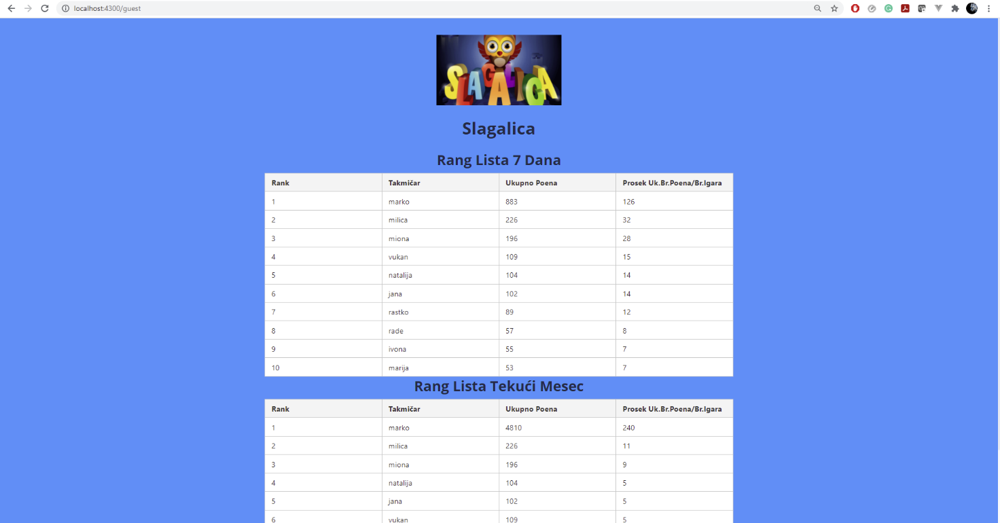 localhost:4300/guest
SLAGALICA
Slagalica
Rang Lista 7 Dana
Rank Takmičar Ukupno Poena Prosek Uk.Br.Poena/Br.Igara
1 marko 883 126
2 milica 226 32
3 miona 196 28
4 vukan 109 15
5 natalija 104 14
6 jana 102 14
7 rastko 89 12
8 rade 57 8
9 ivona 55 7
10 marija 53 7
Rang Lista Tekući Mesec
Rank Takmičar Ukupno Poena Prosek Uk.Br.Poena/Br.Igara
1 marko 4810 240
2 milica 226 11
3 miona 196 9
4 natalija 104 5
5 jana 102 5
6 vukan 109 5